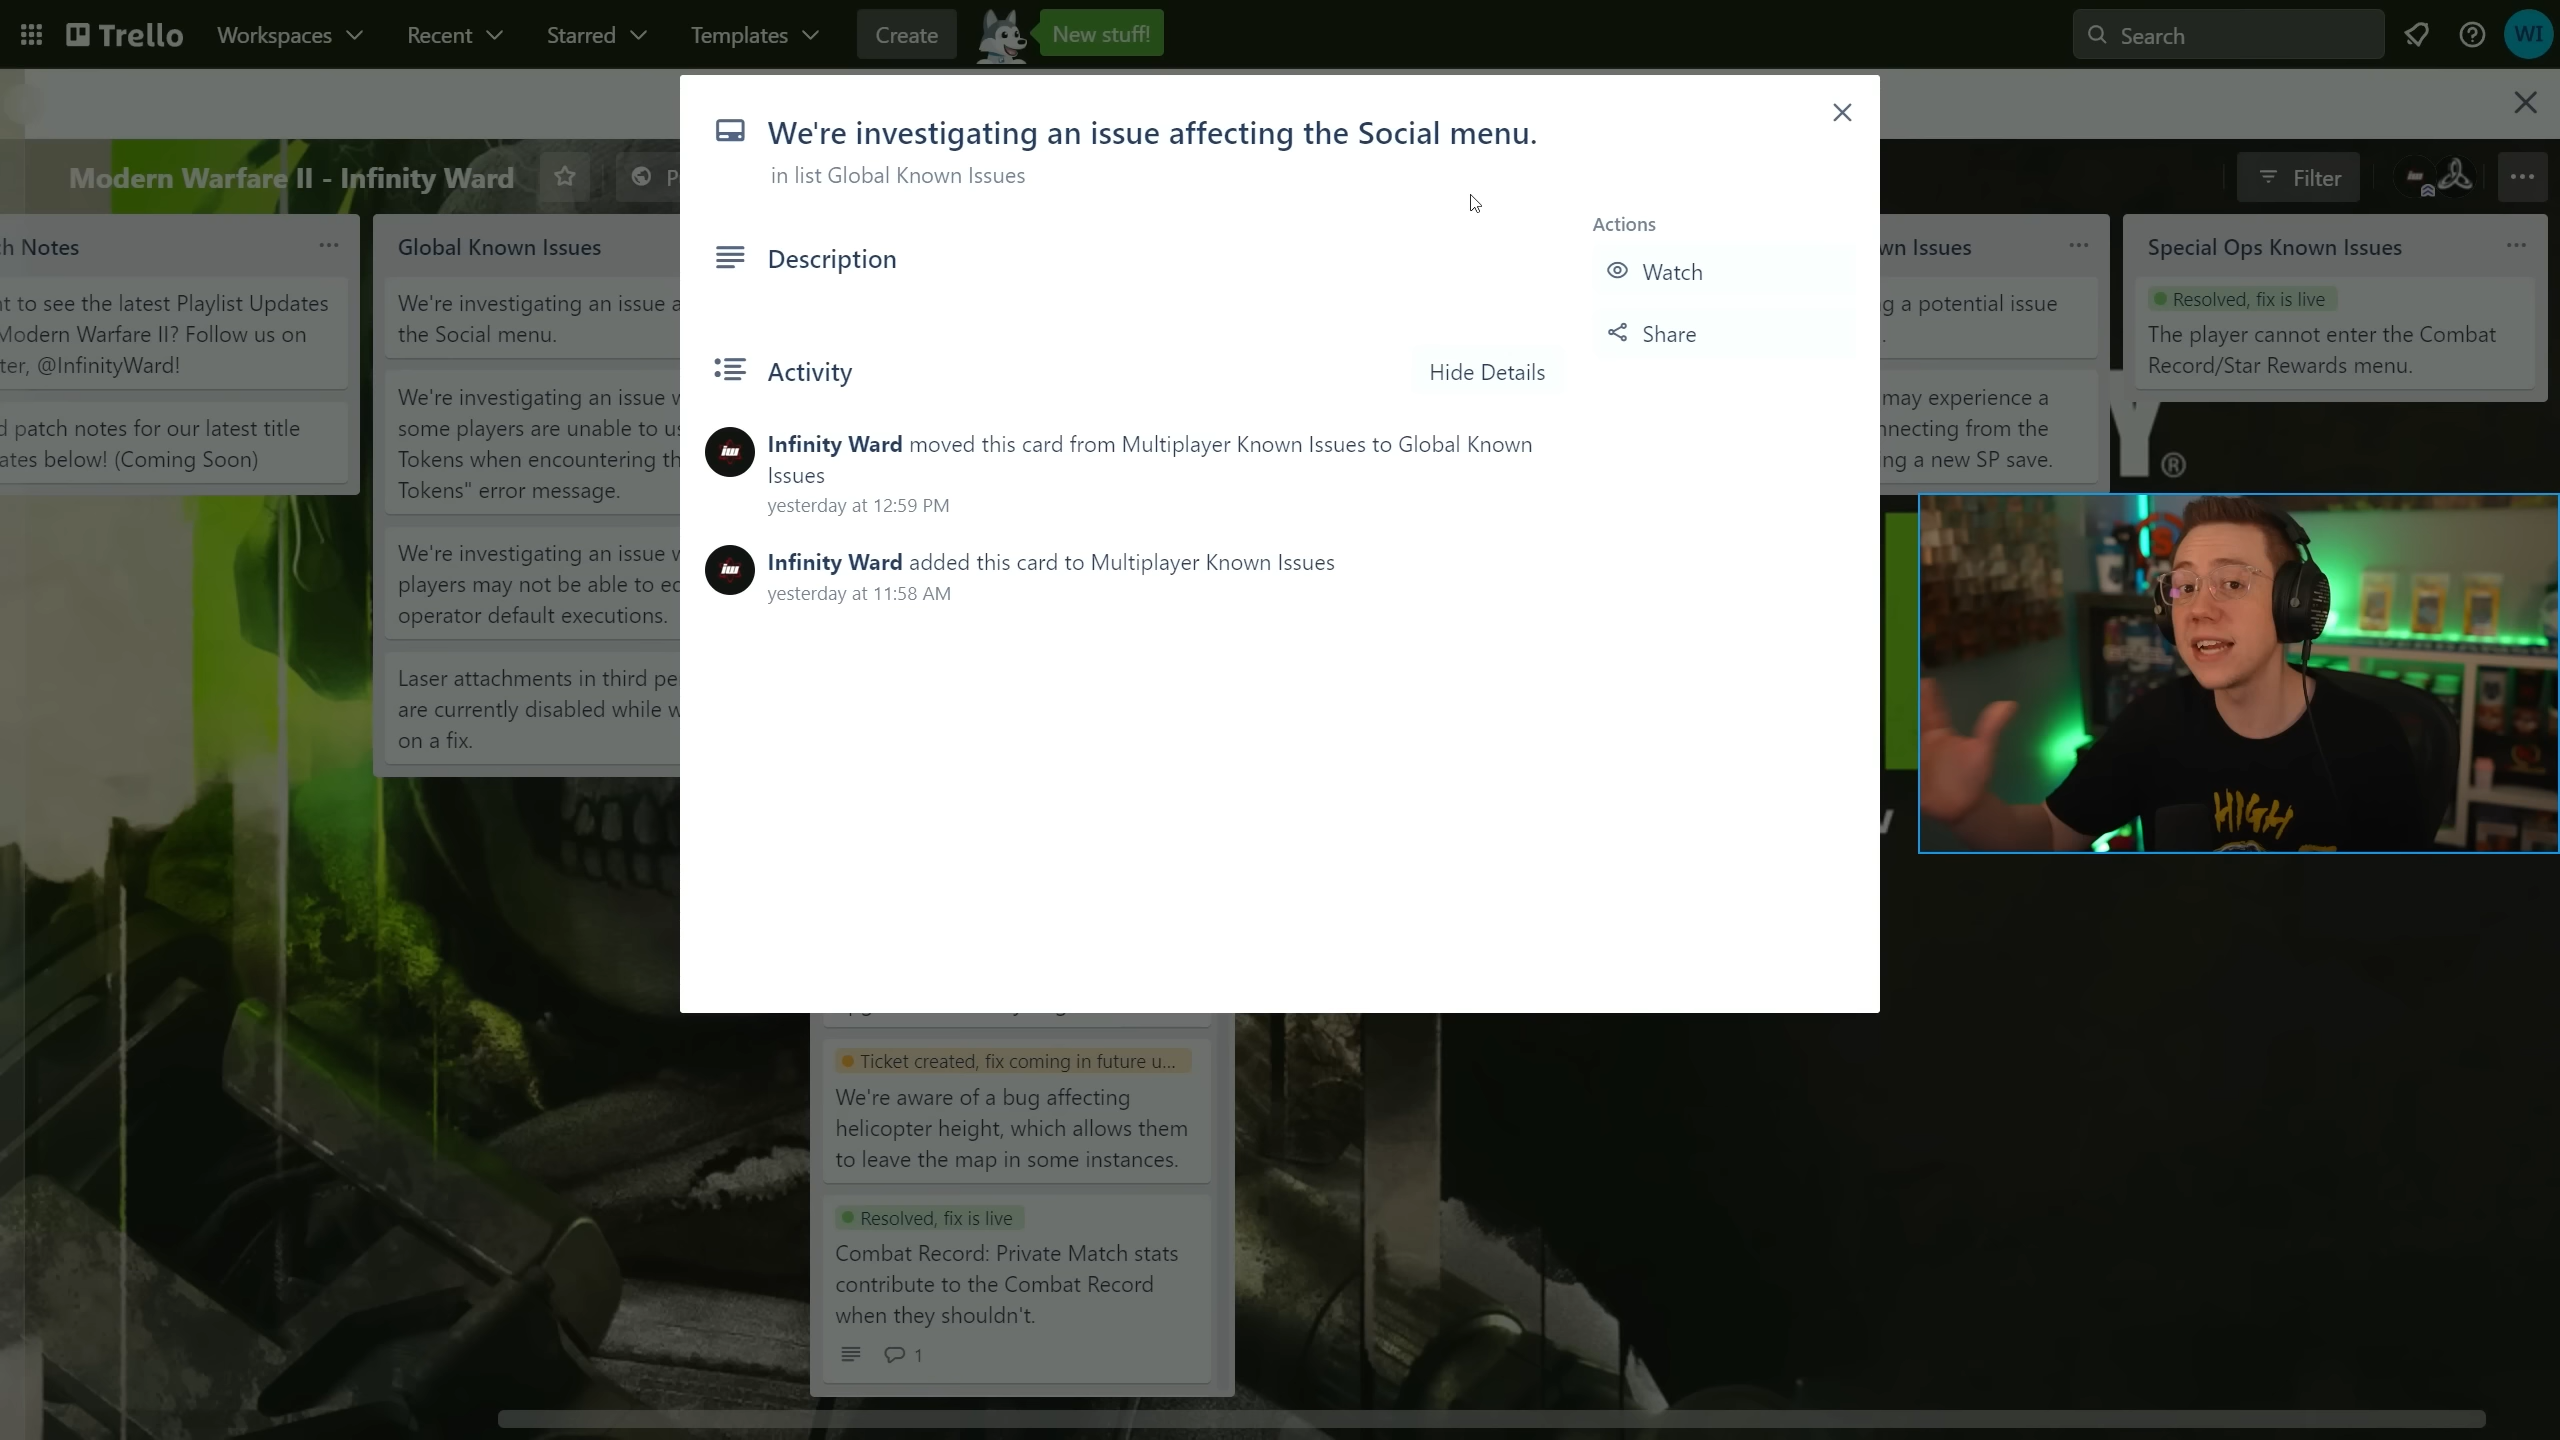 Trello
Workspaces
Recent
Starred
Templates
Create
New stuff!
Search
WI
Modern Warfare II - Infinity Ward
Filter
We're investigating an issue affecting the Social menu.
in list Global Known Issues
Description
Actions
Watch
Share
Activity
Hide Details
Infinity Ward moved this card from Multiplayer Known Issues to Global Known
Issues
yesterday at 12:59 PM
Infinity Ward added this card to Multiplayer Known Issues
yesterday at 11:58 AM
Notes
to see the latest Playlist Updates
Modern Warfare II? Follow us on
@InfinityWard!
patch notes for our latest title
below! (Coming Soon)
Global Known Issues
We're investigating an issue
the Social menu.
We're investigating an issue
some players are unable to
Tokens when encountering
Tokens" error message.
We're investigating an issue
players may not be able to
operator default executions.
Laser attachments in third
are currently disabled while
on a fix.
Ticket created, fix coming in future u...
We're aware of a bug affecting
helicopter height, which allows them
to leave the map in some instances.
Resolved, fix is live
Combat Record: Private Match stats
contribute to the Combat Record
when they shouldn't.
1
Issues
a potential issue
may experience a
from the
a new SP save.
Special Ops Known Issues
Resolved, fix is live
The player cannot enter the Combat
Record/Star Rewards menu.
Y®
HIGH